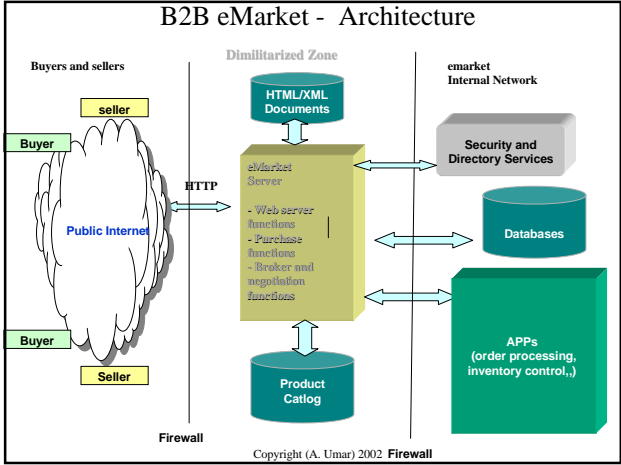 B2B eMarket - Architecture
Buyers and sellers
Dimilitarized Zone
emarket
Internal Network
seller
Buyer
Public Internet
Buyer
Seller
HTTP
HTML/XML
Documents
eMarket
Server
- Web server
functions
- Purchase
functions
- Broker and
negotiation
functions
Product
Catlog
Security and
Directory Services
Databases
APPs
(order processing,
inventory control,,)
Firewall
Copyright (A. Umar) 2002
Firewall